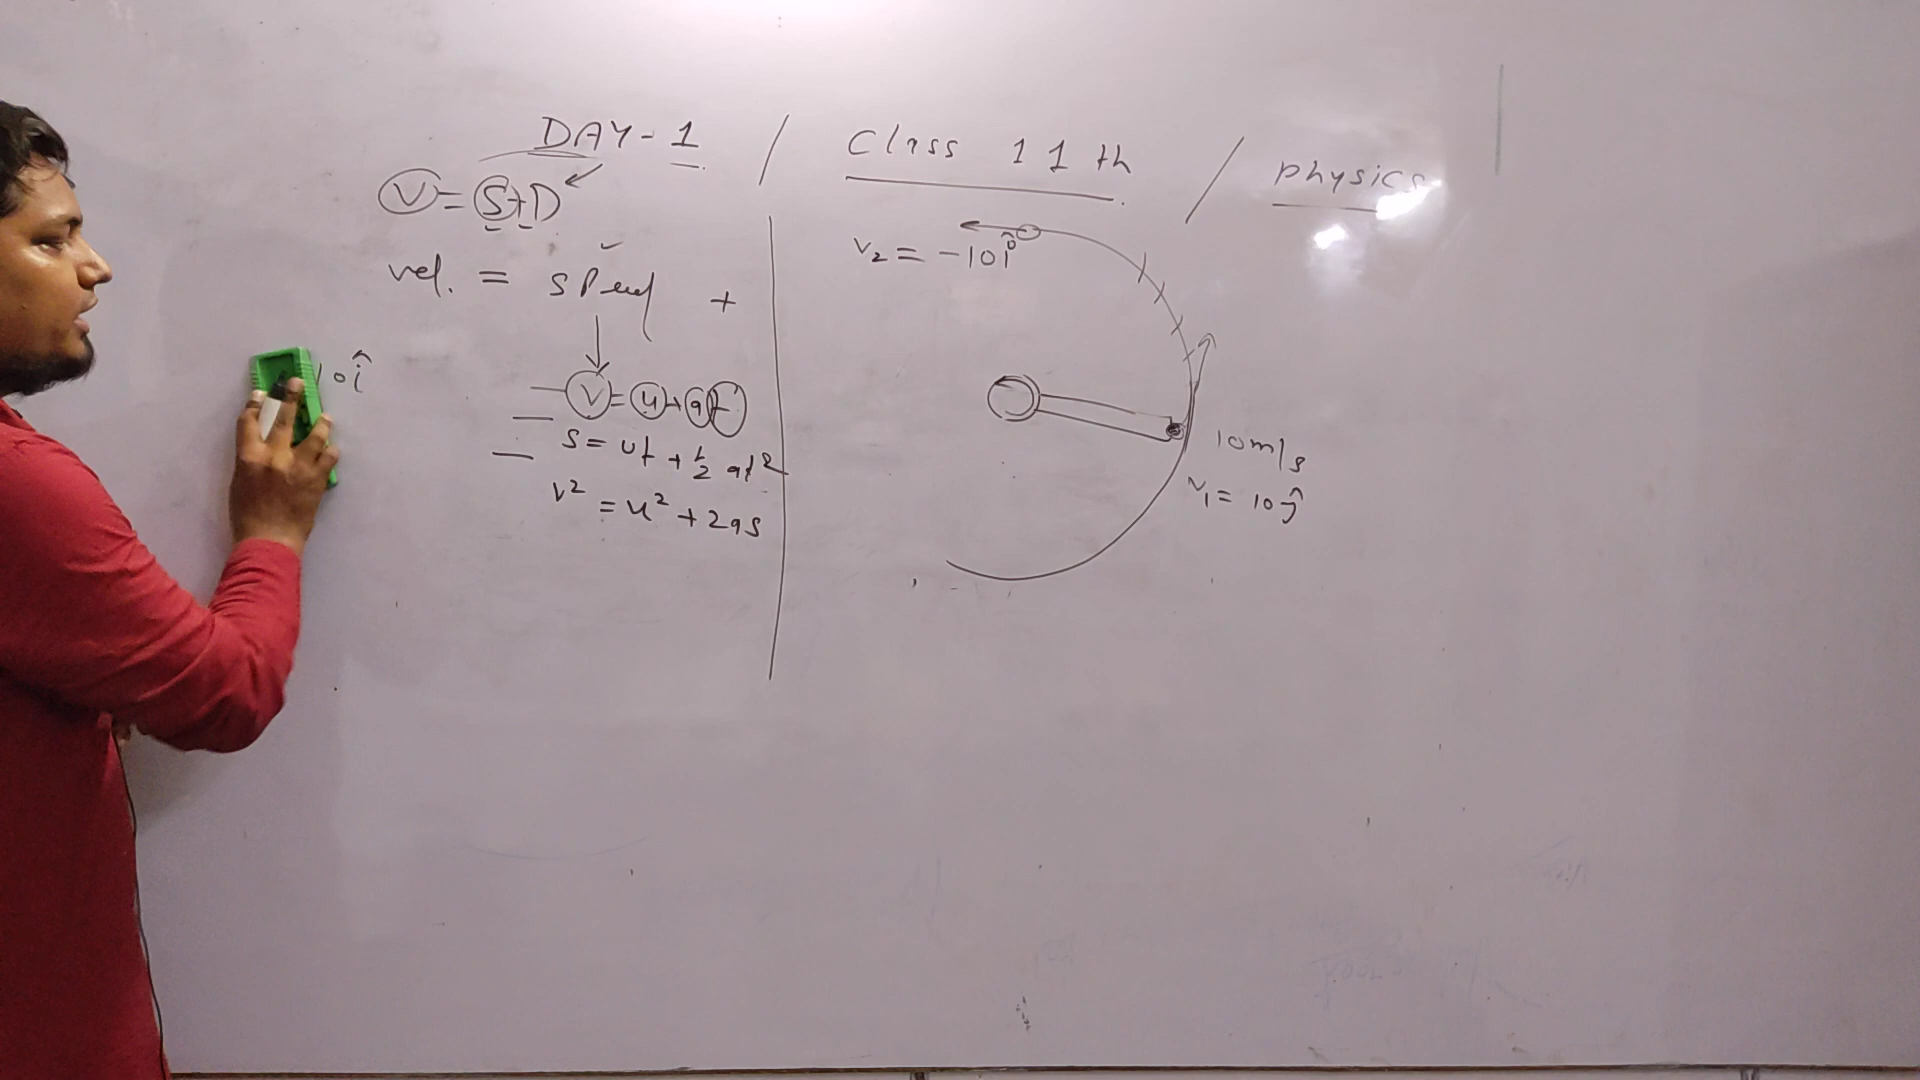 DAY-1 / Class 11th / physics
V = S+D
vel. = speed +
10î
V = u+at
S = ut + 1/2 at²
v² = u² + 2as
v₂ = -10î
10m/s
v₁ = 10ĵ